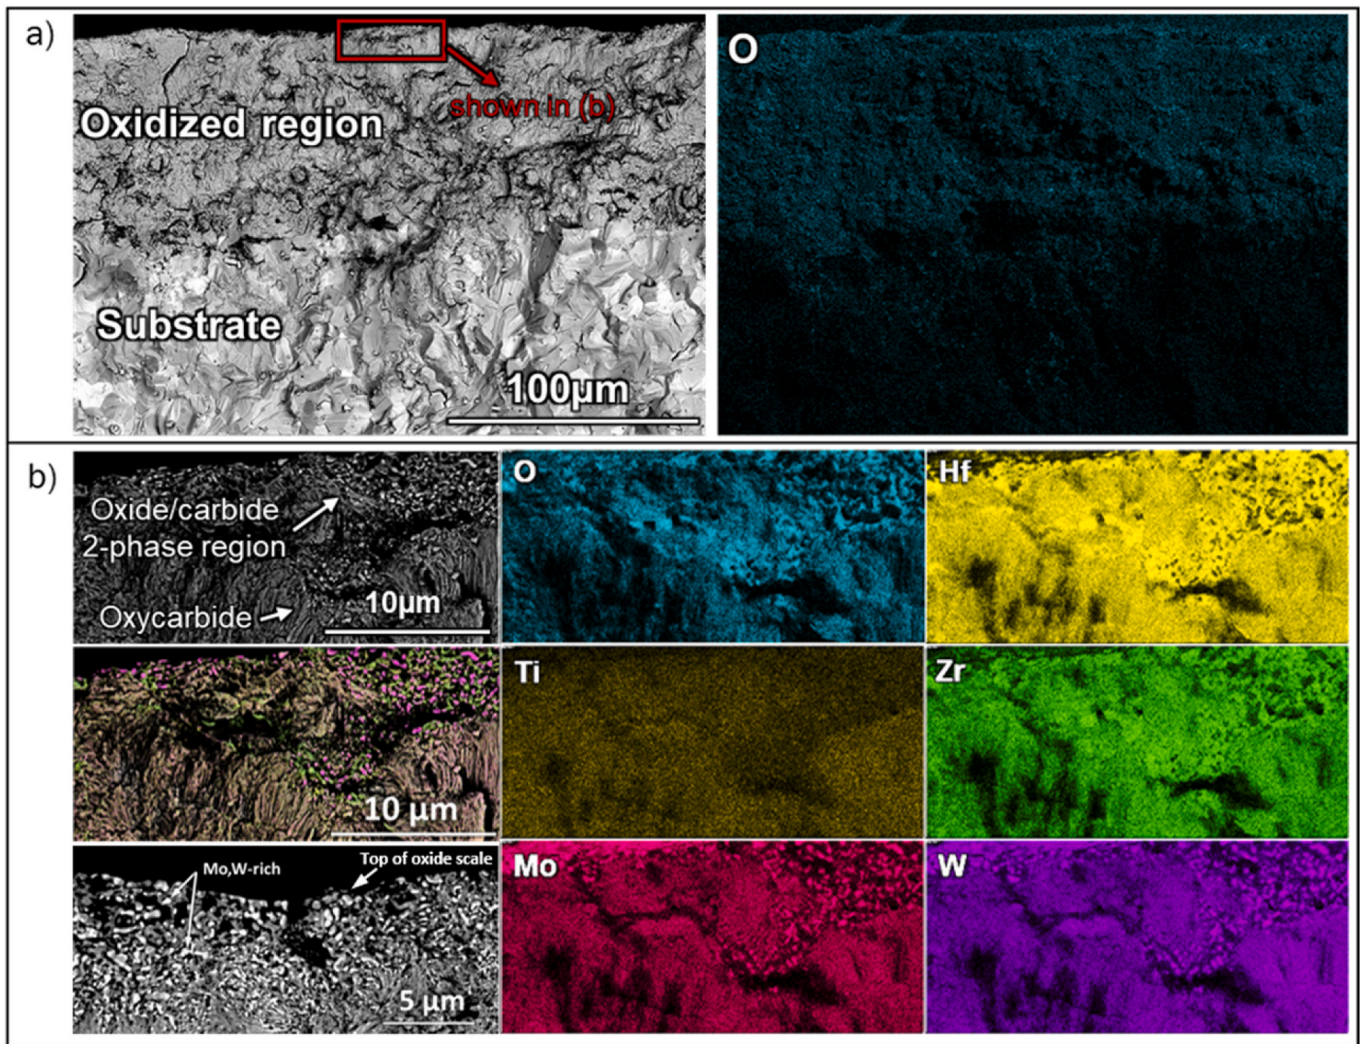 a)
shown in (b)
Oxidized region
Substrate
100µm
O
b)
Oxide/carbide
2-phase region
Oxycarbide
10µm
O
Hf
10 µm
Ti
Zr
Mo,W-rich
Top of oxide scale
5 µm
Mo
W